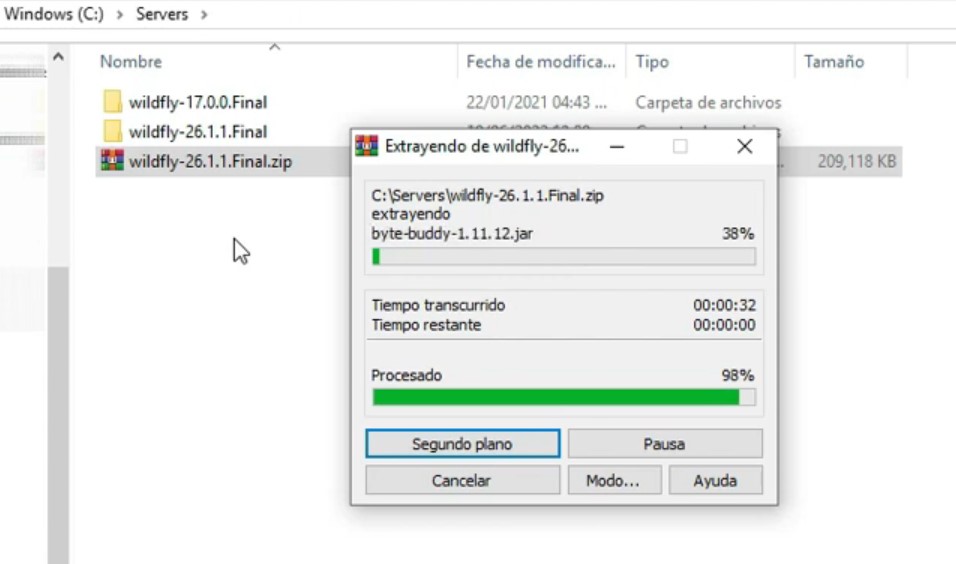 Windows (C:) > Servers >
Nombre Fecha de modifica... Tipo Tamaño
wildfly-17.0.0.Final 22/01/2021 04:43 ... Carpeta de archivos
wildfly-26.1.1.Final
wildfly-26.1.1.Final.zip 209,118 KB
Extrayendo de wildfly-26...
C:\Servers\wildfly-26.1.1.Final.zip
extrayendo
byte-buddy-1.11.12.jar 38%
Tiempo transcurrido 00:00:32
Tiempo restante 00:00:00
Procesado 98%
Segundo plano Pausa
Cancelar Modo... Ayuda